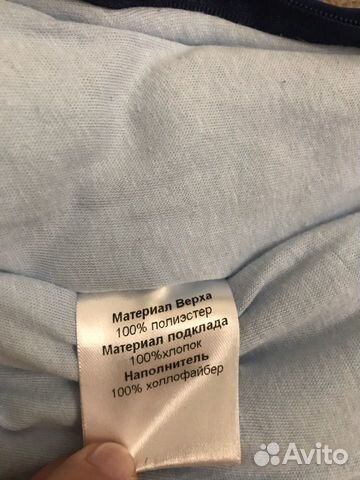 Материал Верха
100% полиэстер
Материал подклада
100%хлопок
Наполнитель
100% холлофайбер
Avito